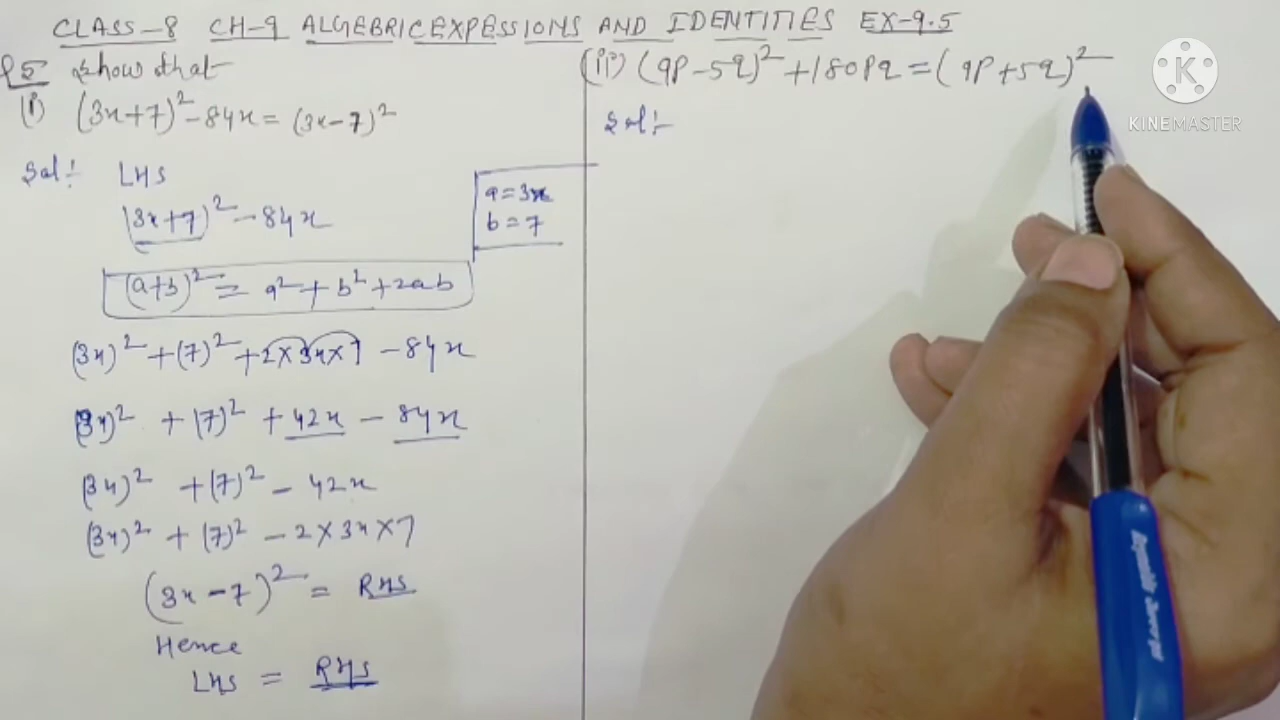 CLASS-8 CH-9 ALGEBRICEXPESSIONS AND IDENTITIES EX-9.5
Q5 Show that
(i) (3x+7)² - 84x = (3x-7)²
Sol:- LHS
(3x+7)² - 84x
a = 3x
b = 7
(a+b)² = a² + b² + 2ab
(3x)² + (7)² + 2×3x×7 - 84x
(3x)² + (7)² + 42x - 84x
(3x)² + (7)² - 42x
(3x)² + (7)² - 2×3x×7
(3x-7)² = RHS
Hence
LHS = RHS
(ii) (9P-5q)² + 180Pq = (9P+5q)²
Sol:-
K
KINEMASTER